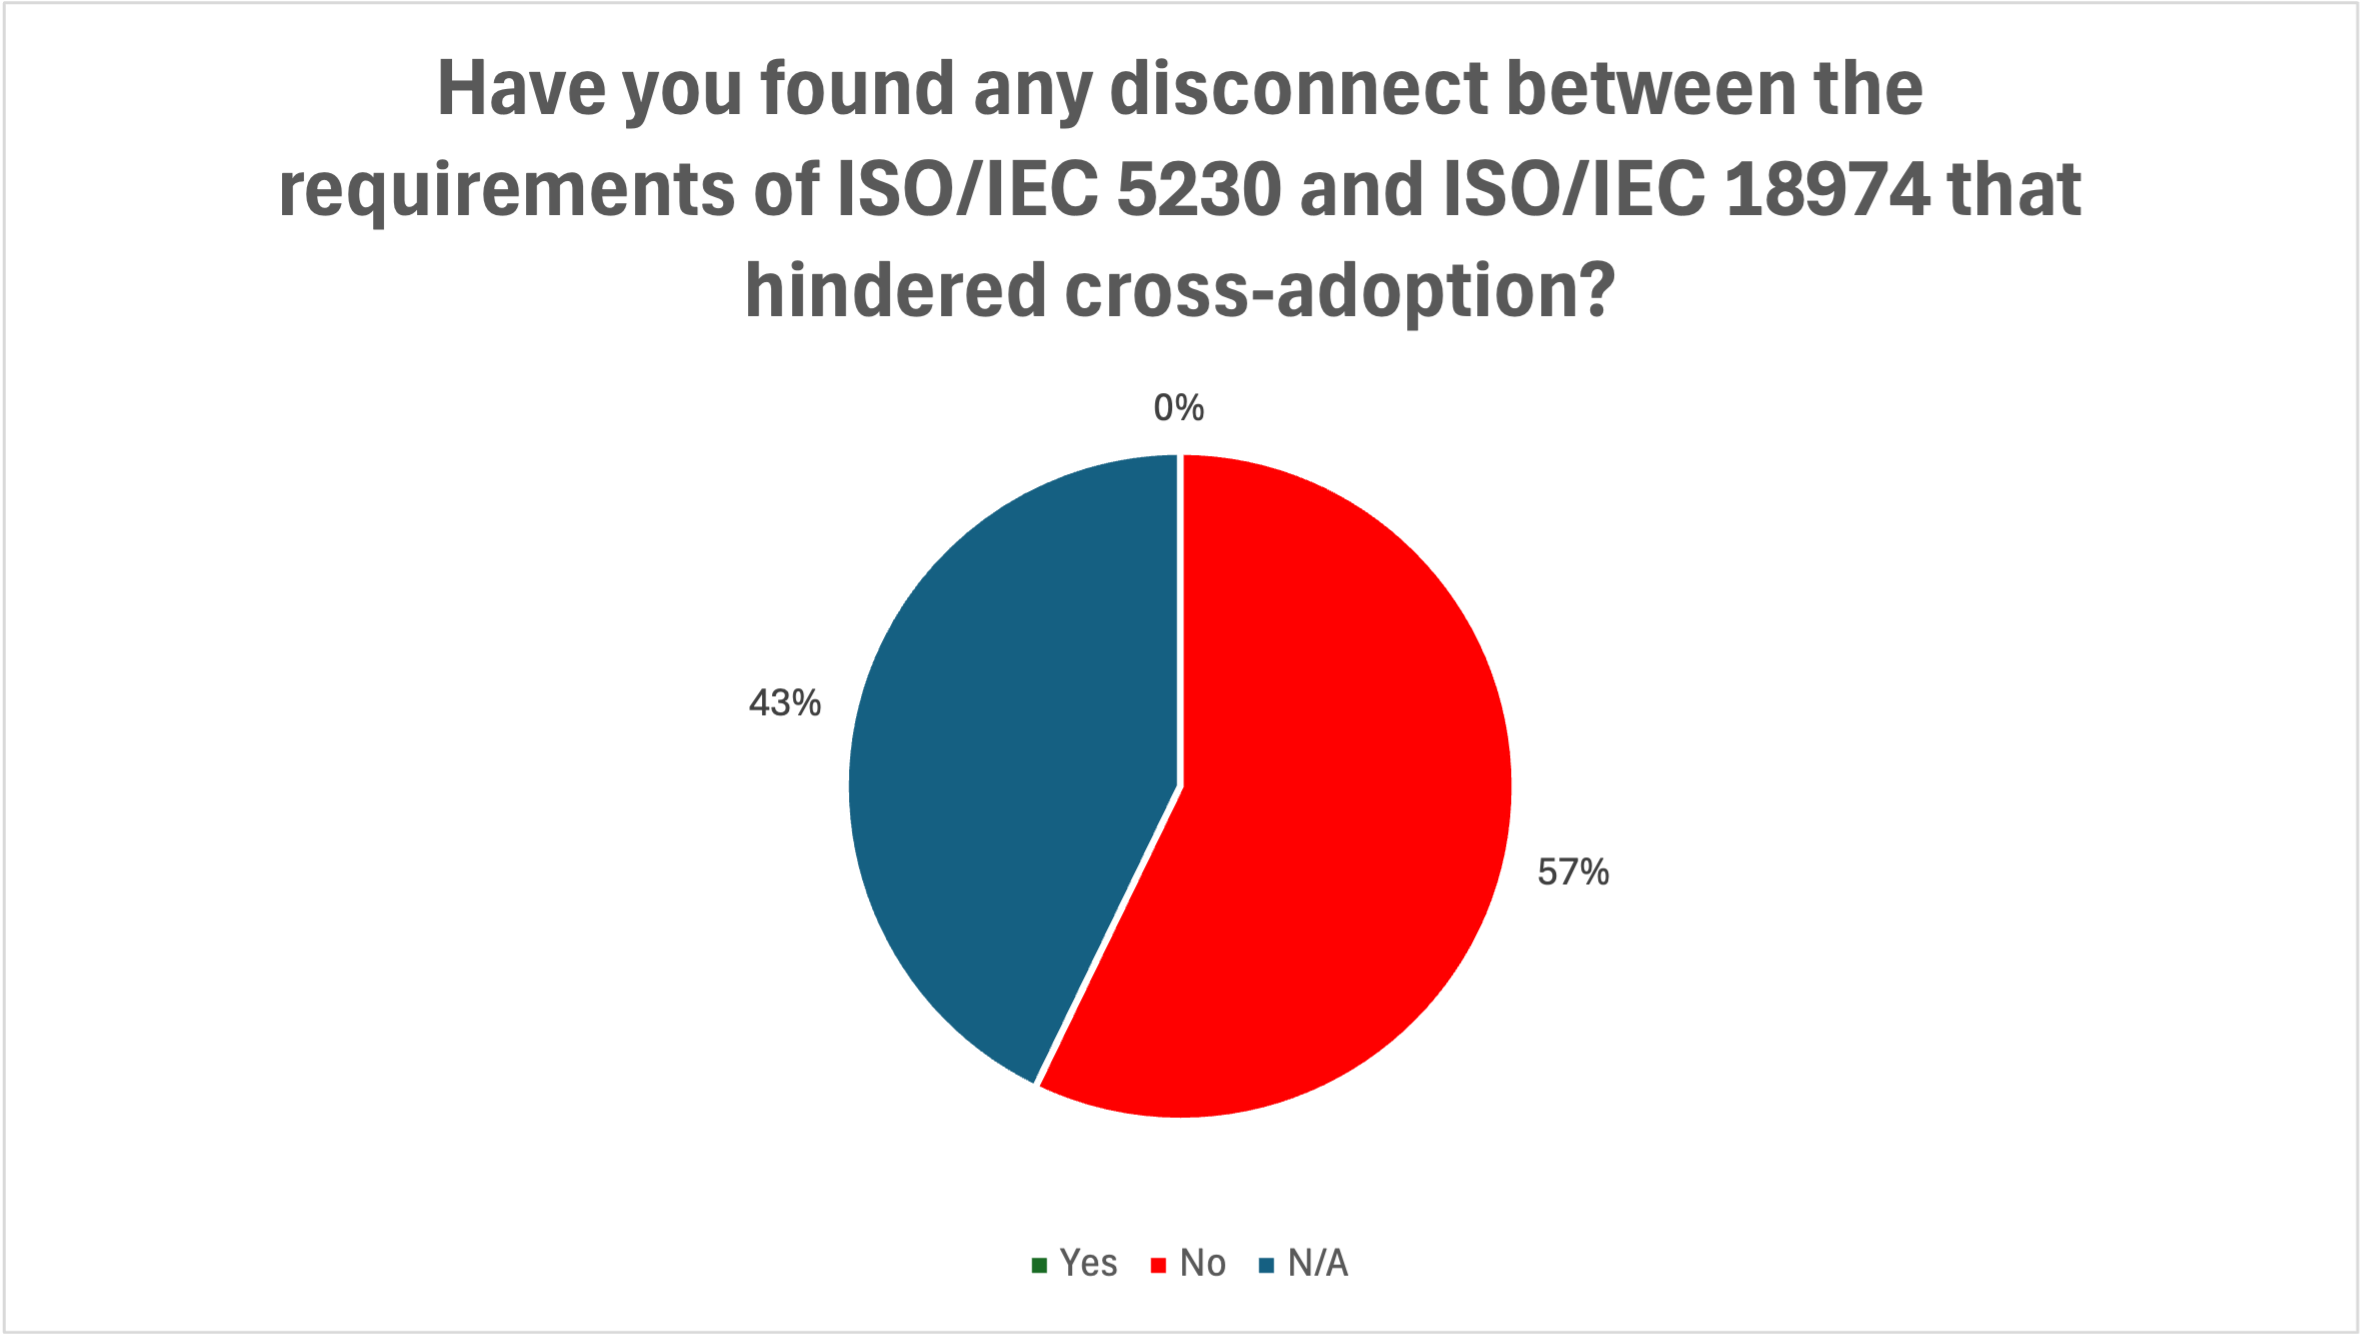 Have you found any disconnect between the
requirements of ISO/IEC 5230 and ISO/IEC 18974 that
hindered cross-adoption?
0%
43%
57%
Yes No N/A